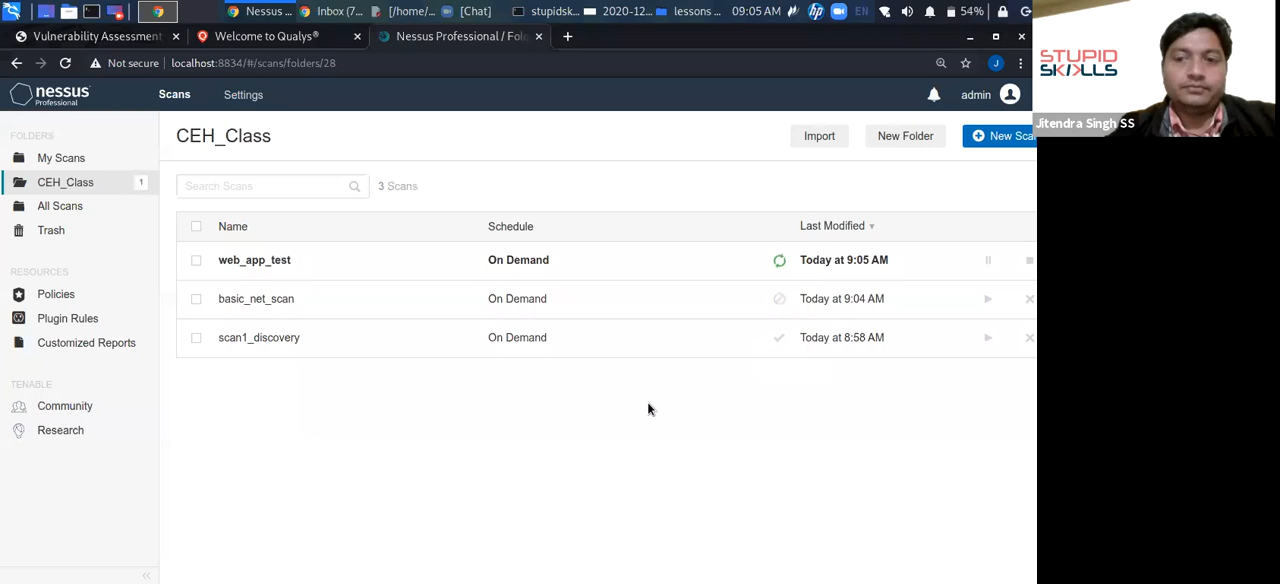 Nessus ... Inbox (7... [/home/... [Chat] stupidsk... 2020-12... lessons ... 09:05 AM hp EN 54%
Vulnerability Assessment Welcome to Qualys® Nessus Professional / Fol
Not secure localhost:8834/#/scans/folders/28 J
nessus
Professional
Scans Settings admin
STUPID
SKILLS
Jitendra Singh SS
FOLDERS
My Scans
CEH_Class 1
All Scans
Trash
RESOURCES
Policies
Plugin Rules
Customized Reports
TENABLE
Community
Research
CEH_Class Import New Folder New Sca
Search Scans 3 Scans
Name Schedule Last Modified
web_app_test On Demand Today at 9:05 AM
basic_net_scan On Demand Today at 9:04 AM
scan1_discovery On Demand Today at 8:58 AM